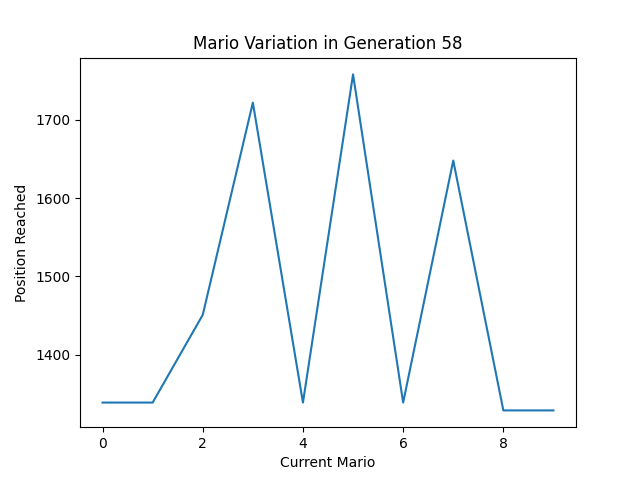 Mario Variation in Generation 58
1700
1600
1500
1400
Position Reached
0 2 4 6 8
Current Mario